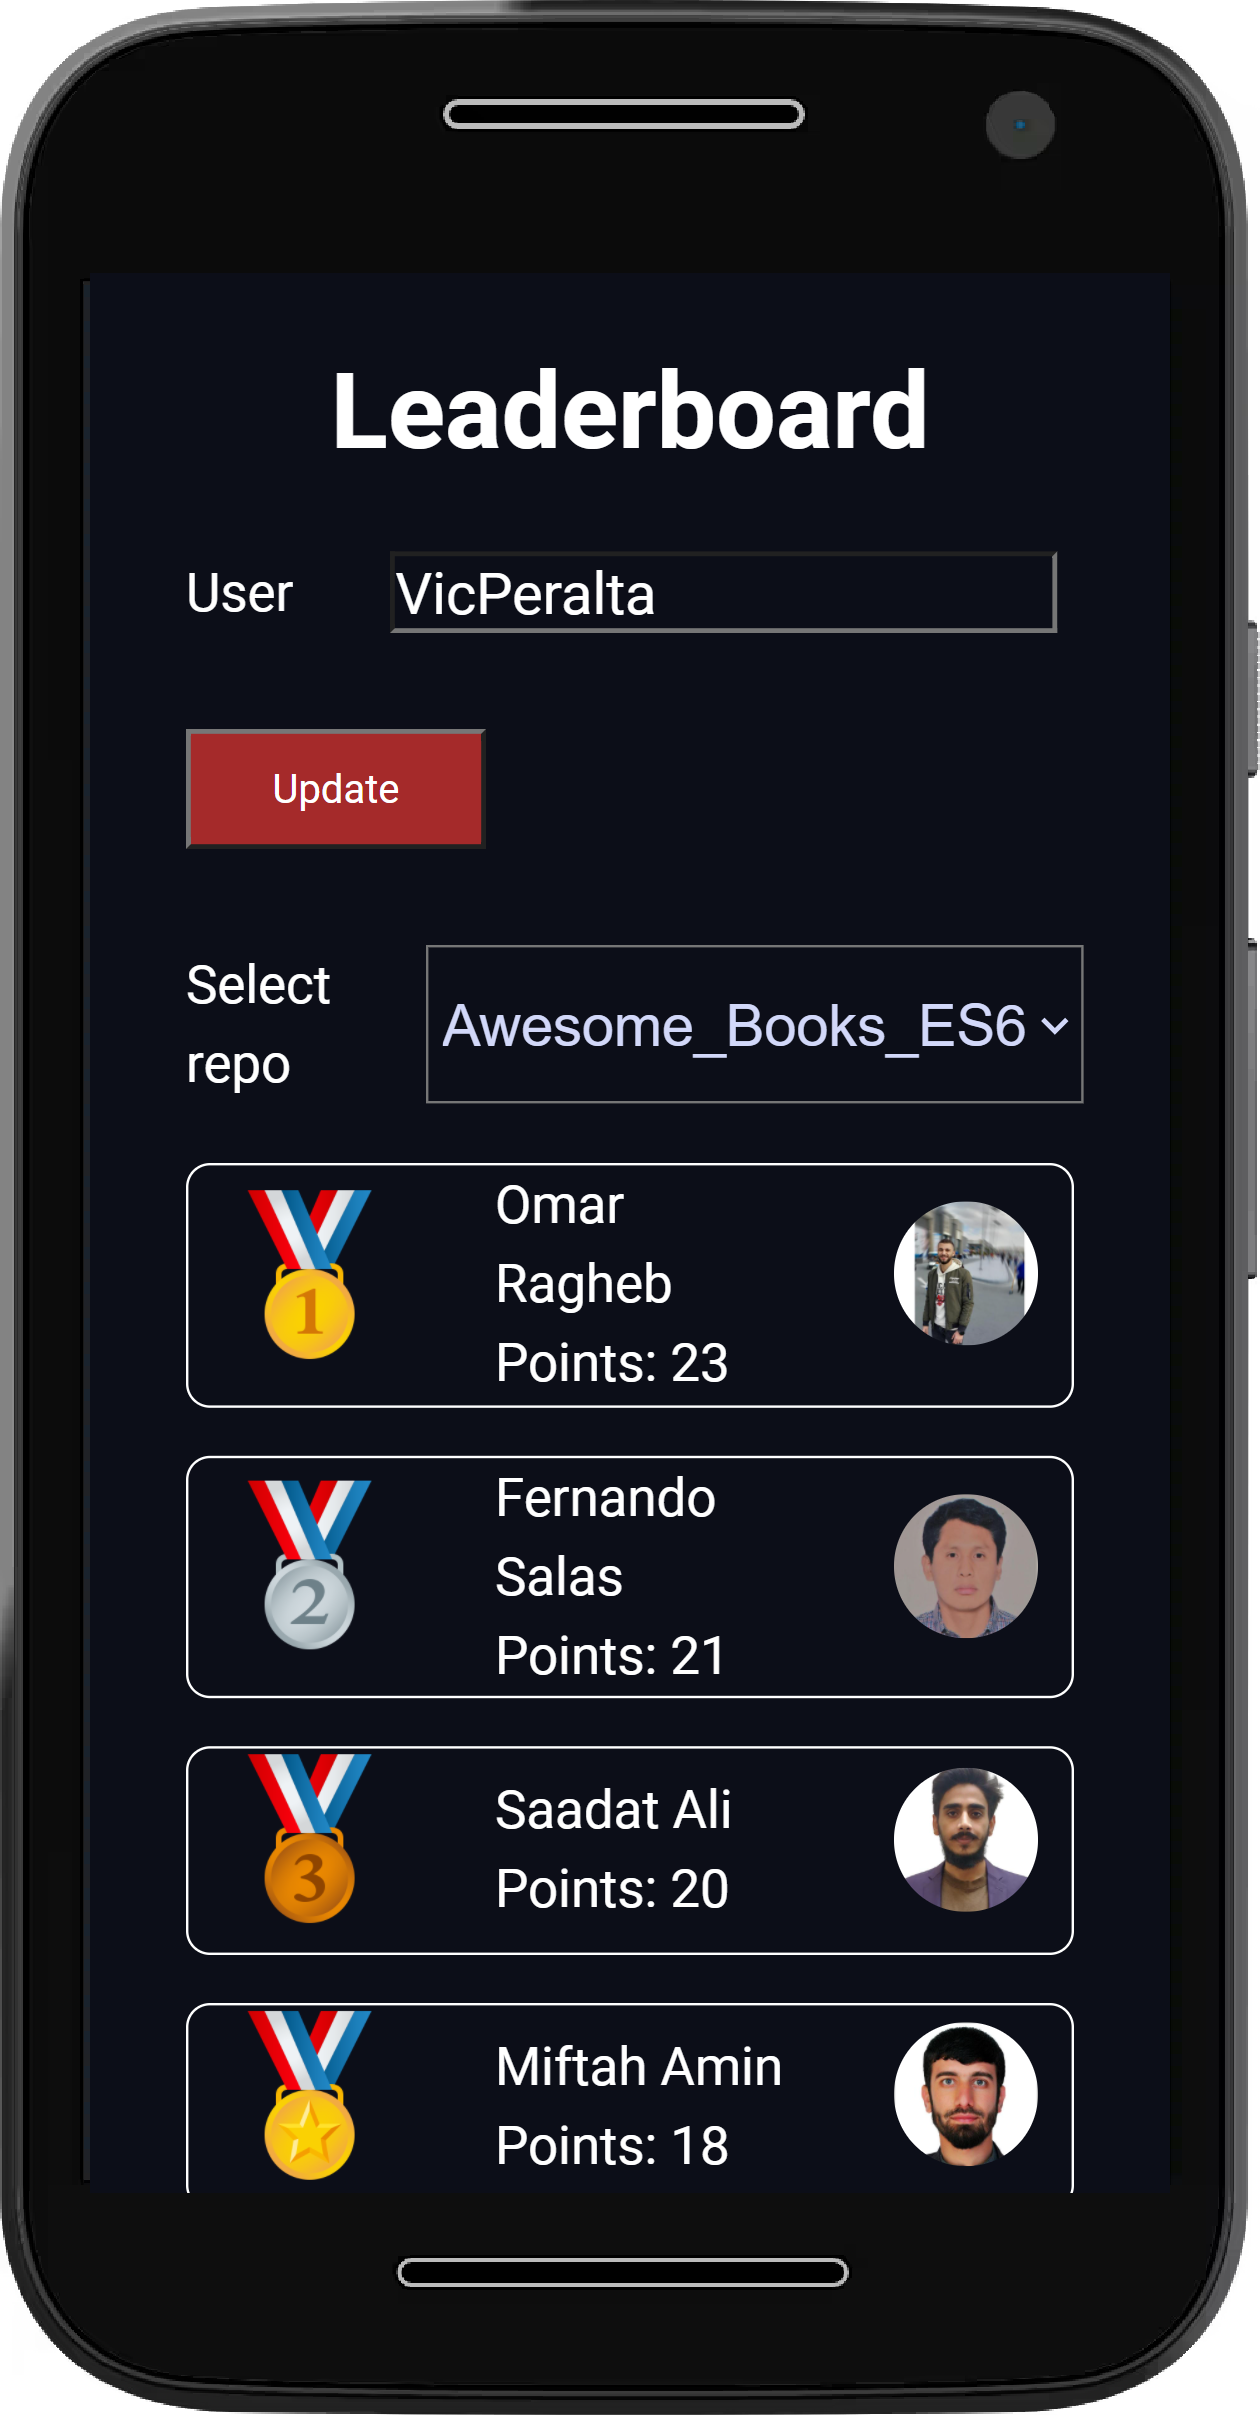 Leaderboard
User VicPeralta
Update
Select
repo
Awesome_Books_ES6
1
Omar
Ragheb
Points: 23
2
Fernando
Salas
Points: 21
3
Saadat Ali
Points: 20
Miftah Amin
Points: 18